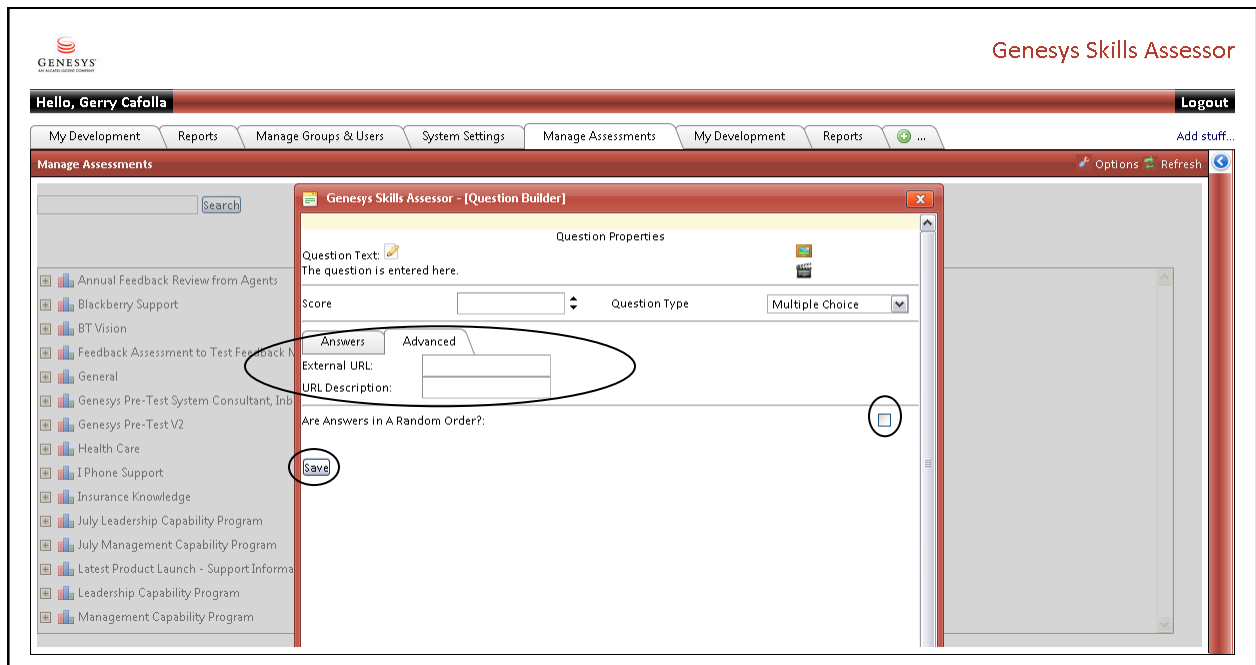 GENESYS
AN ALCATEL-LUCENT COMPANY
Genesys Skills Assessor
Hello, Gerry Cafolla
Logout
My Development Reports Manage Groups & Users System Settings Manage Assessments My Development Reports ...
Add stuff...
Manage Assessments
Options Refresh
Search
Genesys Skills Assessor - [Question Builder]
X
Question Properties
Question Text:
The question is entered here.
Score
Question Type
Multiple Choice
Answers Advanced
External URL:
URL Description:
Are Answers in A Random Order?:
Save
Annual Feedback Review from Agents
Blackberry Support
BT Vision
Feedback Assessment to Test Feedback N
General
Genesys Pre-Test System Consultant, Inb
Genesys Pre-Test V2
Health Care
I Phone Support
Insurance Knowledge
July Leadership Capability Program
July Management Capability Program
Latest Product Launch - Support Informa
Leadership Capability Program
Management Capability Program